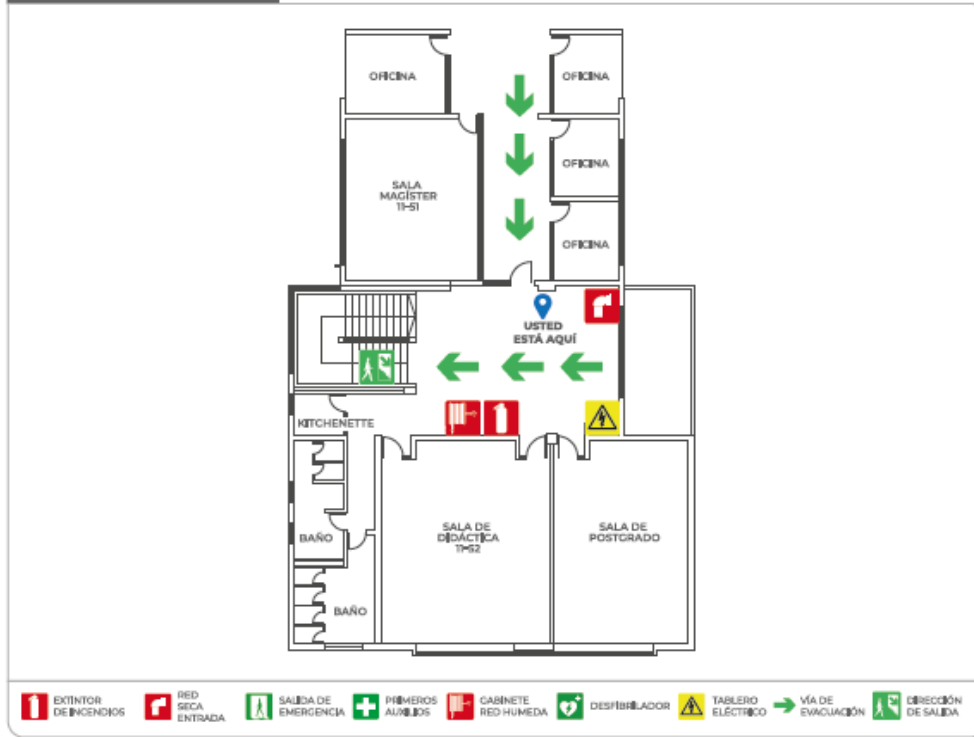 OFICINA
OFICINA
OFICINA
SALA
MAGÍSTER
11-51
OFICINA
USTED
ESTÁ AQUÍ
KITCHENETTE
BAÑO
SALA DE
DIDÁCTICA
11-52
SALA DE
POSTGRADO
BAÑO
EXTINTOR
DE INCENDIOS
RED
SECA
ENTRADA
SALIDA DE
EMERGENCIA
PRIMEROS
AUXILIOS
GABINETE
RED HUMEDA
DESFIBRILADOR
TABLERO
ELÉCTRICO
VÍA DE
EVACUACIÓN
DIRECCIÓN
DE SALIDA